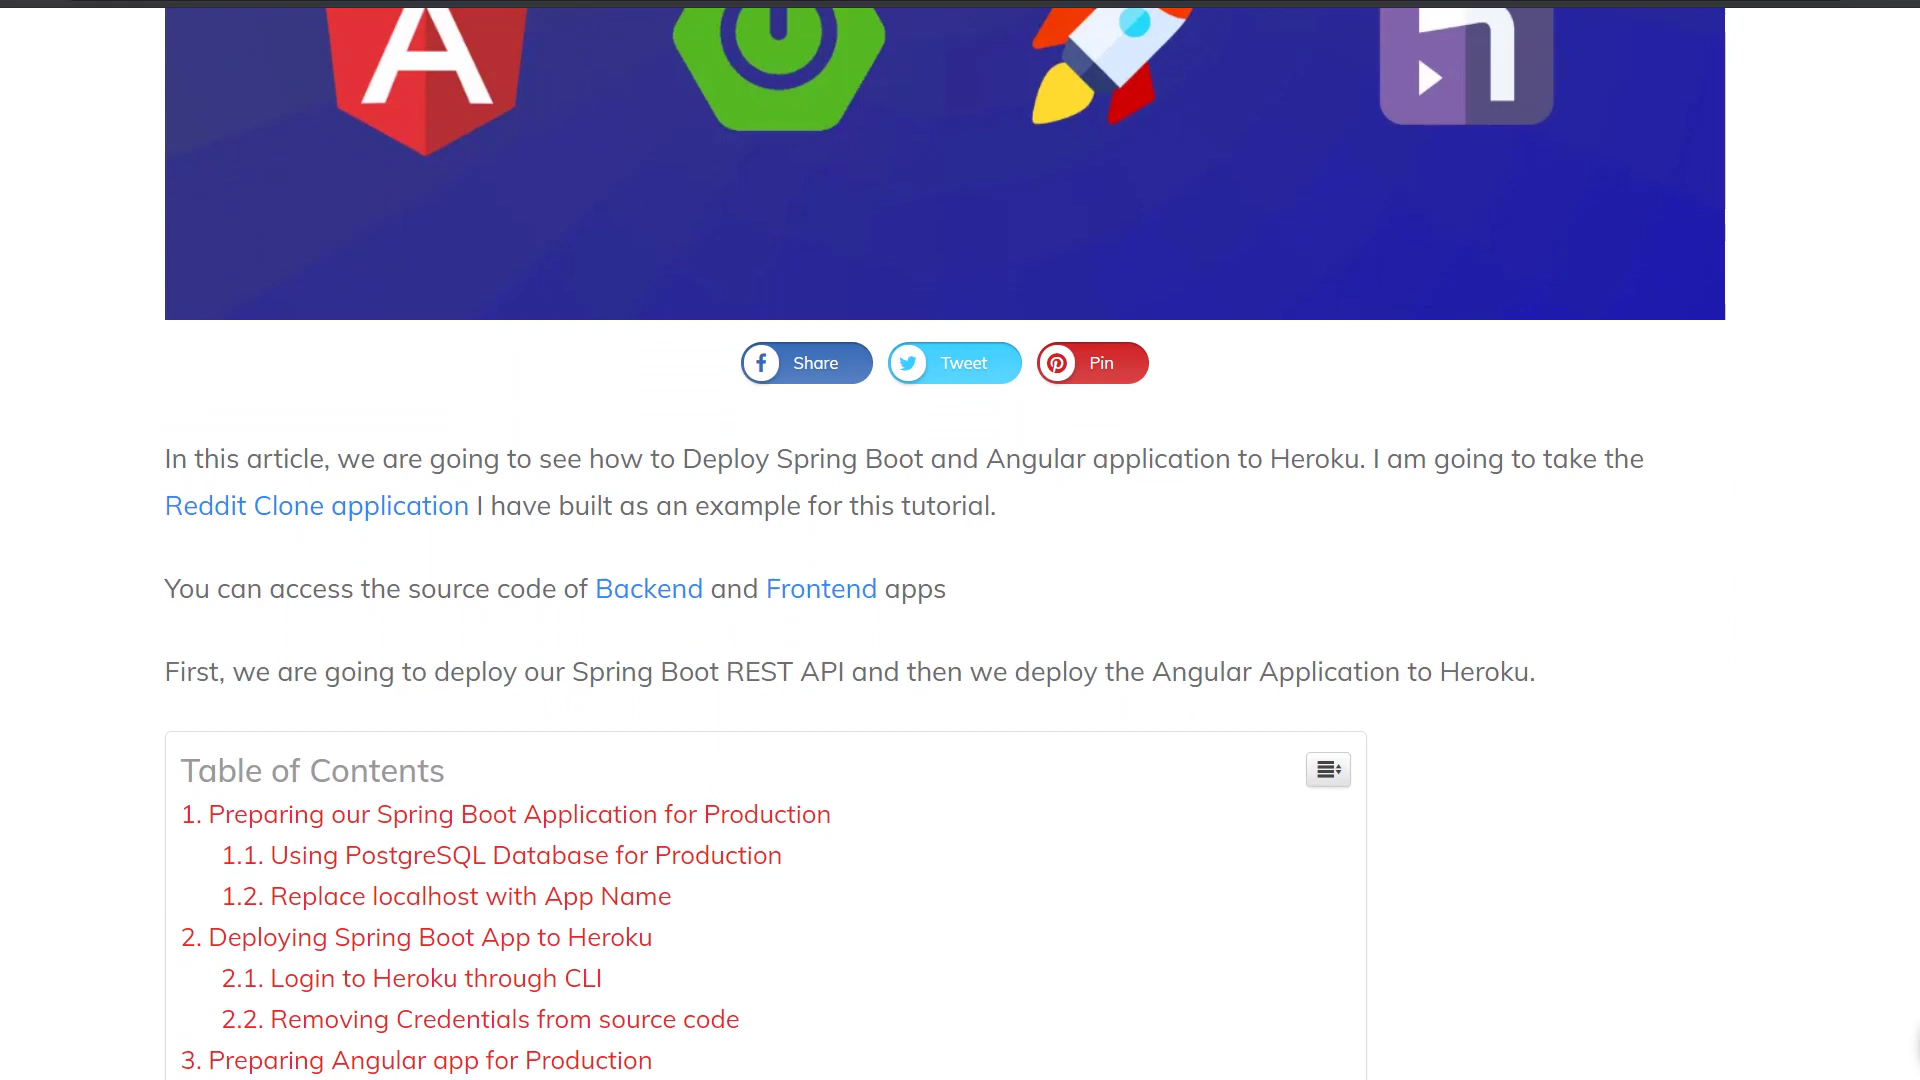 Share
Tweet
Pin
In this article, we are going to see how to Deploy Spring Boot and Angular application to Heroku. I am going to take the
Reddit Clone application I have built as an example for this tutorial.
You can access the source code of Backend and Frontend apps
First, we are going to deploy our Spring Boot REST API and then we deploy the Angular Application to Heroku.
Table of Contents
1. Preparing our Spring Boot Application for Production
1.1. Using PostgreSQL Database for Production
1.2. Replace localhost with App Name
2. Deploying Spring Boot App to Heroku
2.1. Login to Heroku through CLI
2.2. Removing Credentials from source code
3. Preparing Angular app for Production